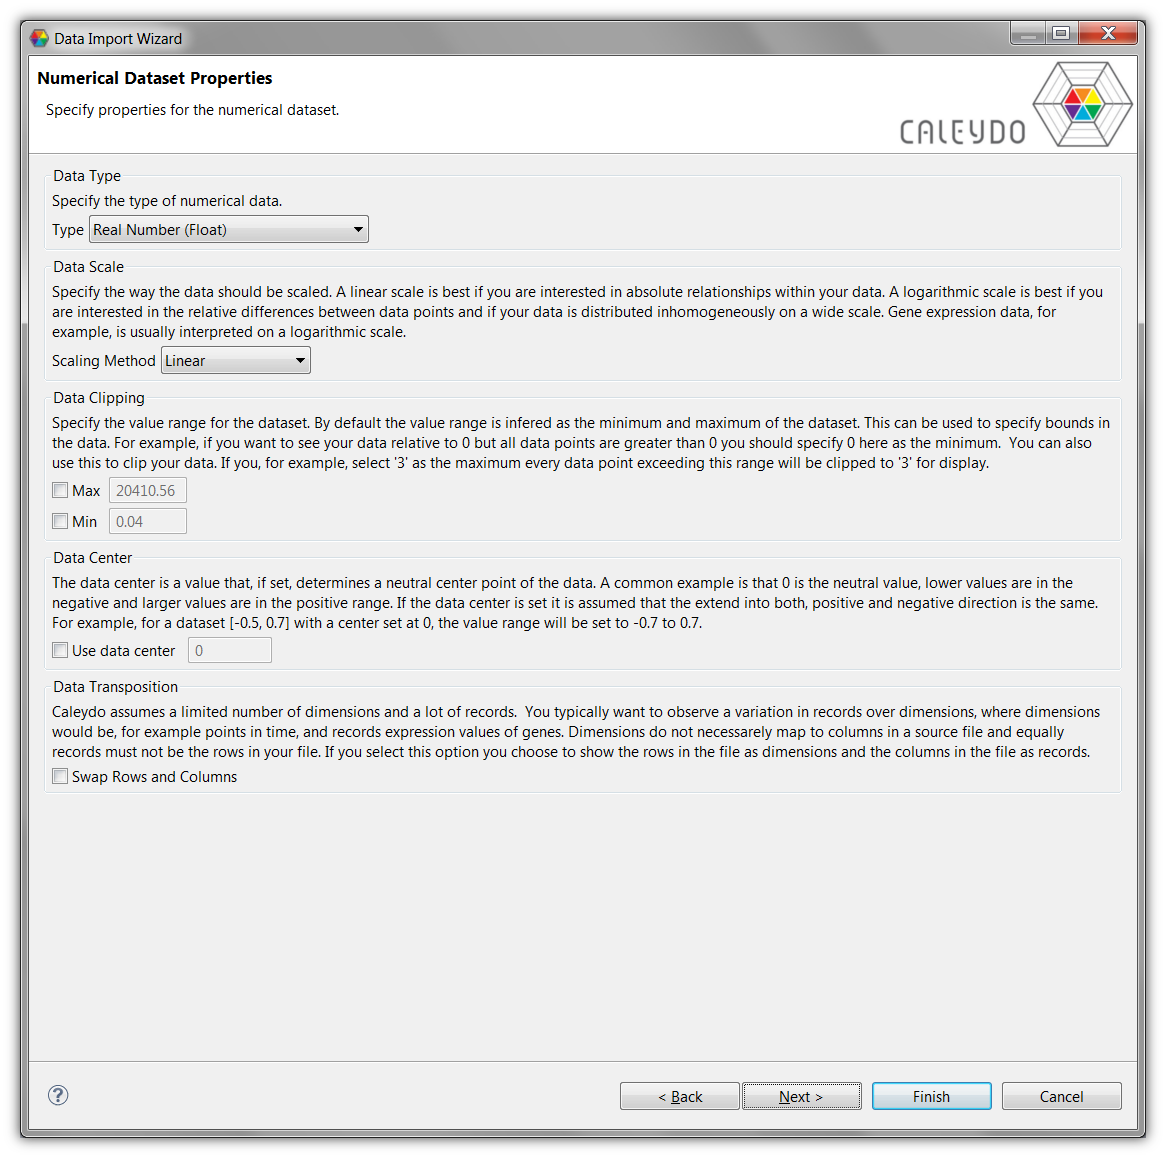 Data Import Wizard
Numerical Dataset Properties
Specify properties for the numerical dataset.
CALEYDO
Data Type
Specify the type of numerical data.
Type Real Number (Float)
Data Scale
Specify the way the data should be scaled. A linear scale is best if you are interested in absolute relationships within your data. A logarithmic scale is best if you
are interested in the relative differences between data points and if your data is distributed inhomogeneously on a wide scale. Gene expression data, for
example, is usually interpreted on a logarithmic scale.
Scaling Method Linear
Data Clipping
Specify the value range for the dataset. By default the value range is infered as the minimum and maximum of the dataset. This can be used to specify bounds in
the data. For example, if you want to see your data relative to 0 but all data points are greater than 0 you should specify 0 here as the minimum.  You can also
use this to clip your data. If you, for example, select '3' as the maximum every data point exceeding this range will be clipped to '3' for display.
Max 20410.56
Min 0.04
Data Center
The data center is a value that, if set, determines a neutral center point of the data. A common example is that 0 is the neutral value, lower values are in the
negative and larger values are in the positive range. If the data center is set it is assumed that the extend into both, positive and negative direction is the same.
For example, for a dataset [-0.5, 0.7] with a center set at 0, the value range will be set to -0.7 to 0.7.
Use data center 0
Data Transposition
Caleydo assumes a limited number of dimensions and a lot of records.  You typically want to observe a variation in records over dimensions, where dimensions
would be, for example points in time, and records expression values of genes. Dimensions do not necessarely map to columns in a source file and equally
records must not be the rows in your file. If you select this option you choose to show the rows in the file as dimensions and the columns in the file as records.
Swap Rows and Columns
? < Back Next > Finish Cancel